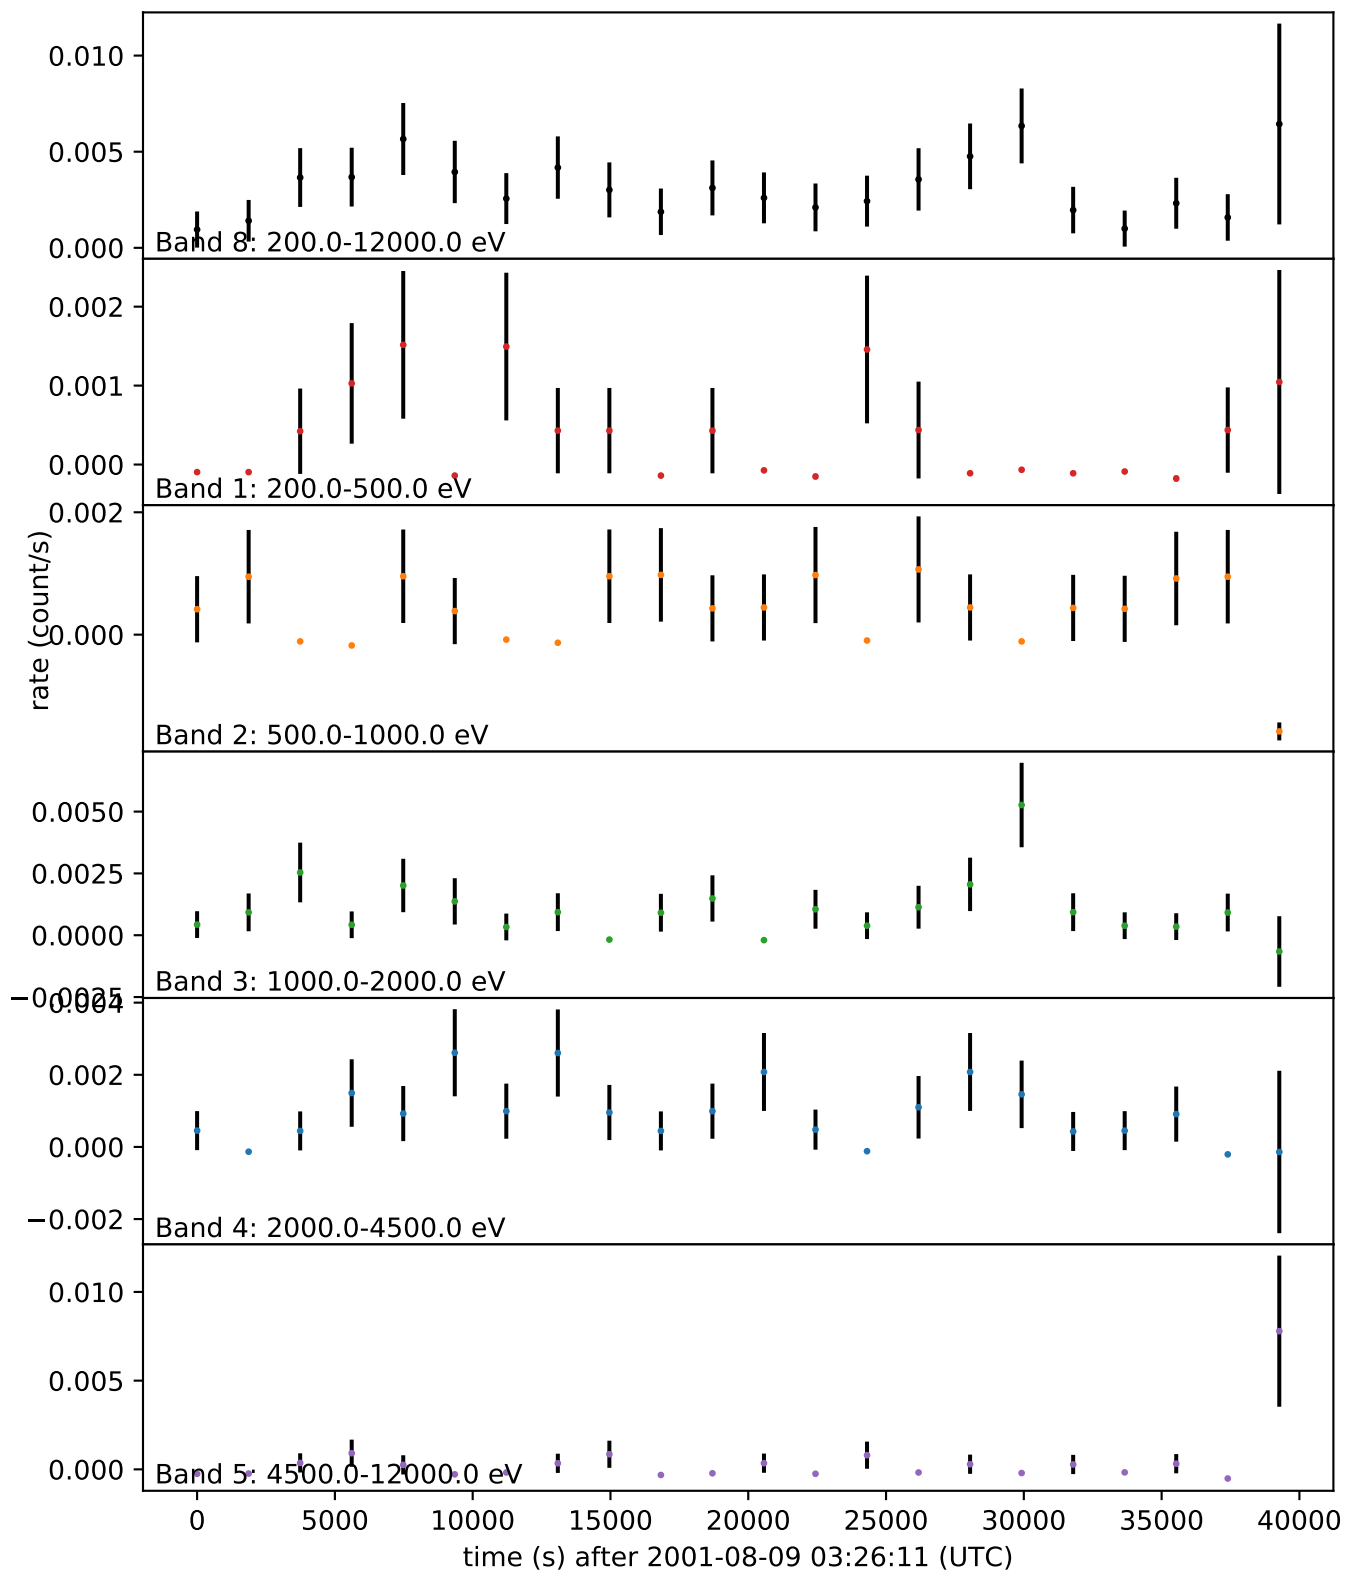 0.010
0.005
0.000
Band 8: 200.0-12000.0 eV
0.002
0.001
0.000
Band 1: 200.0-500.0 eV
0.002
0.000
Band 2: 500.0-1000.0 eV
rate (count/s)
0.0050
0.0025
0.0000
−0.0025
Band 3: 1000.0-2000.0 eV
0.004
0.002
0.000
−0.002
Band 4: 2000.0-4500.0 eV
0.010
0.005
0.000
Band 5: 4500.0-12000.0 eV
0 5000 10000 15000 20000 25000 30000 35000 40000
time (s) after 2001-08-09 03:26:11 (UTC)